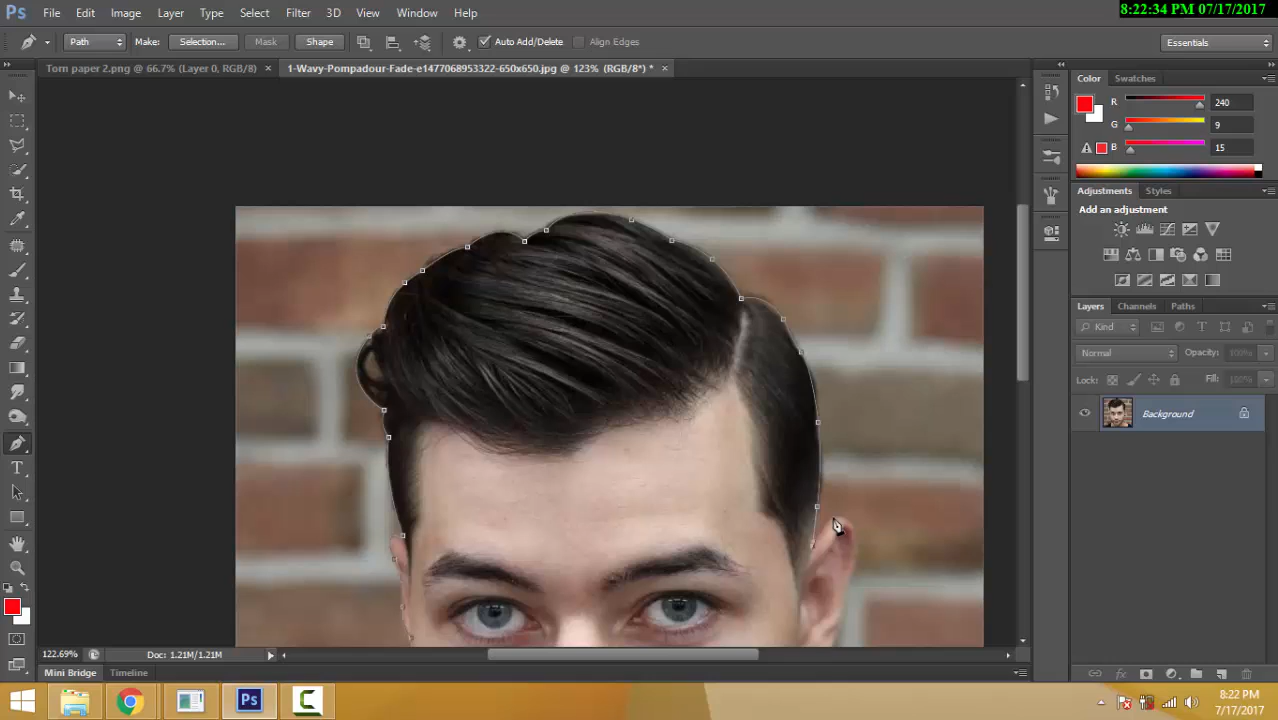 8:22:34 PM 07/17/2017
Ps File Edit Image Layer Type Select Filter 3D View Window Help
Path Make: Selection... Mask Shape Auto Add/Delete Align Edges Essentials
Torn paper 2.png @ 66.7% (Layer 0, RGB/8) × 1-Wavy-Pompadour-Fade-e1477068953322-650x650.jpg @ 123% (RGB/8*) * ×
Color Swatches
R 240
G 9
B 15
Adjustments Styles
Add an adjustment
Layers Channels Paths
Kind
Normal Opacity: 100%
Lock: Fill: 100%
Background
122.69% Doc: 1.21M/1.21M
Mini Bridge Timeline
Ps
8:22 PM
7/17/2017